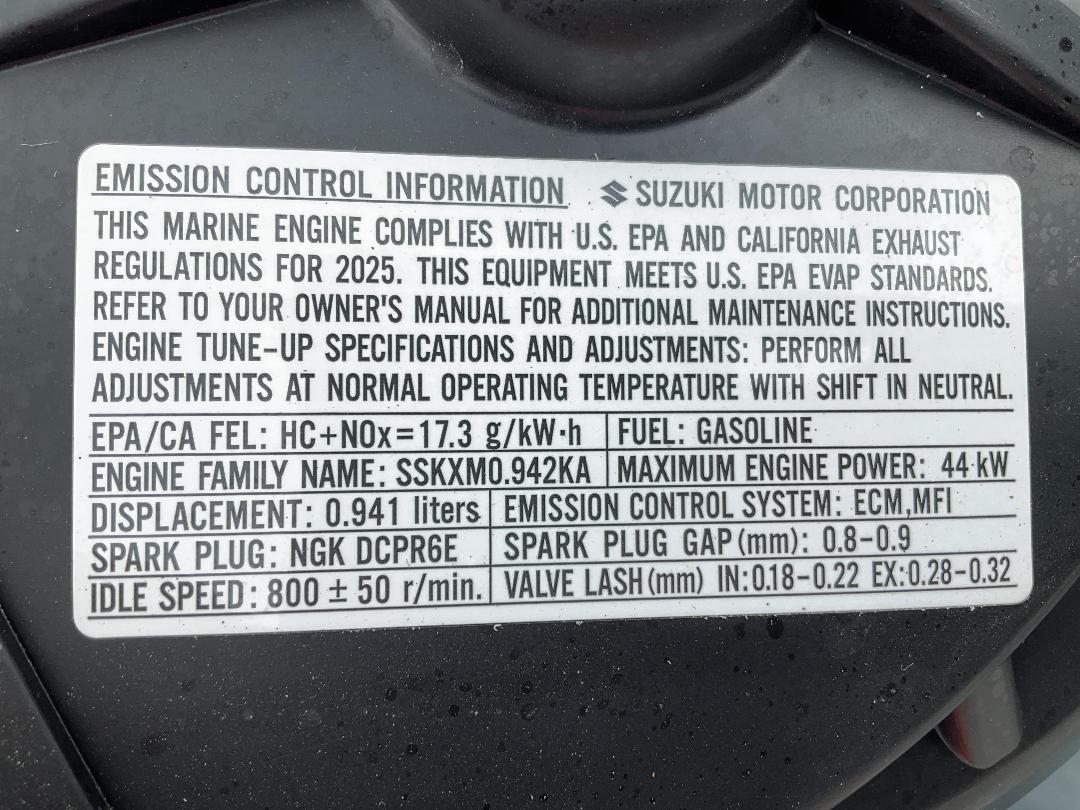 EMISSION CONTROL INFORMATION SUZUKI MOTOR CORPORATION
THIS MARINE ENGINE COMPLIES WITH U.S. EPA AND CALIFORNIA EXHAUST
REGULATIONS FOR 2025. THIS EQUIPMENT MEETS U.S. EPA EVAP STANDARDS.
REFER TO YOUR OWNER'S MANUAL FOR ADDITIONAL MAINTENANCE INSTRUCTIONS.
ENGINE TUNE-UP SPECIFICATIONS AND ADJUSTMENTS: PERFORM ALL
ADJUSTMENTS AT NORMAL OPERATING TEMPERATURE WITH SHIFT IN NEUTRAL.
EPA/CA FEL: HC+NOx=17.3 g/kW·h FUEL: GASOLINE
ENGINE FAMILY NAME: SSKXM0.942KA MAXIMUM ENGINE POWER: 44 kW
DISPLACEMENT: 0.941 liters EMISSION CONTROL SYSTEM: ECM,MFI
SPARK PLUG: NGK DCPR6E SPARK PLUG GAP(mm): 0.8-0.9
IDLE SPEED: 800 ± 50 r/min. VALVE LASH(mm) IN:0.18-0.22 EX:0.28-0.32